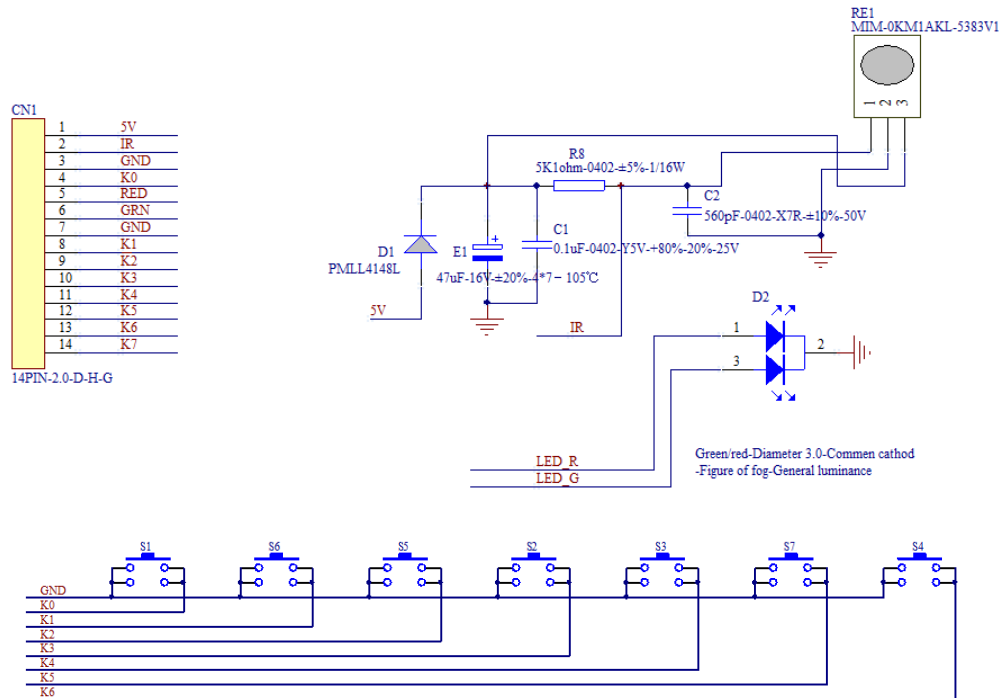 RE1
MIM-0KM1AKL-5383V1
1 2 3
CN1
1 5V
2 IR
3 GND
4 K0
5 RED
6 GRN
7 GND
8 K1
9 K2
10 K3
11 K4
12 K5
13 K6
14 K7
14PIN-2.0-D-H-G
R8
5K1ohm-0402-±5%-1/16W
C2
560pF-0402-X7R-±10%-50V
D1
PMLL4148L
E1
+
47uF-16V-±20%-4*7－105℃
C1
0.1uF-0402-Y5V-+80%-20%-25V
5V
IR
D2
1
3
2
LED_R
LED_G
Green/red-Diameter 3.0-Commen cathod
-Figure of fog-General luminance
S1 S6 S5 S2 S3 S7 S4
GND
K0
K1
K2
K3
K4
K5
K6